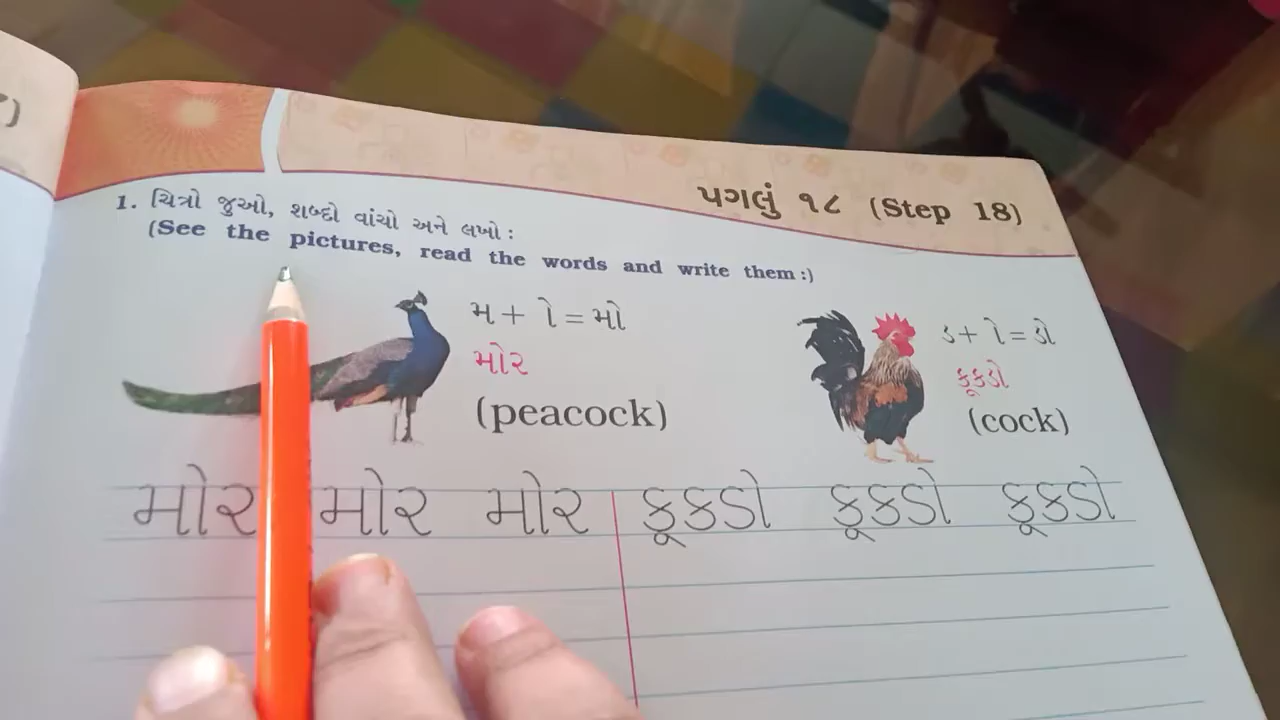 પગલું ૧૮ (Step 18)
1. ચિત્રો જુઓ, શબ્દો વાંચો અને લખો :
(See the pictures, read the words and write them:)
મ + ો = મો
મોર
(peacock)
ડ + ો = ડો
કૂકડો
(cock)
મોર મોર મોર કૂકડો કૂકડો કૂકડો